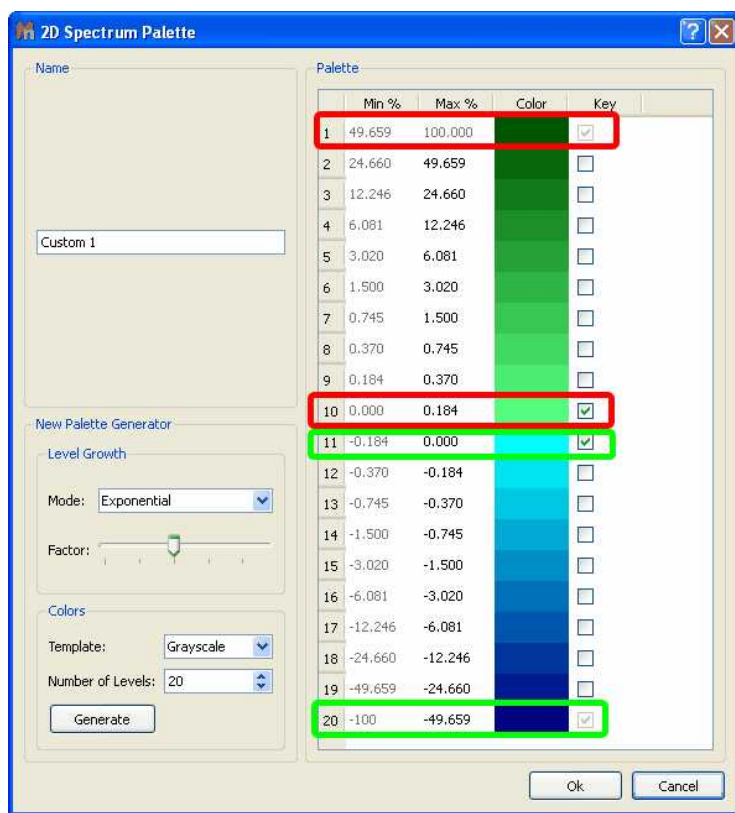 2D Spectrum Palette
Name
Custom 1
New Palette Generator
Level Growth
Mode: Exponential
Factor:
Colors
Template: Grayscale
Number of Levels: 20
Generate
Palette
Min % Max % Color Key
1 49.659 100.000
2 24.660 49.659
3 12.246 24.660
4 6.081 12.246
5 3.020 6.081
6 1.500 3.020
7 0.745 1.500
8 0.370 0.745
9 0.184 0.370
10 0.000 0.184
11 -0.184 0.000
12 -0.370 -0.184
13 -0.745 -0.370
14 -1.500 -0.745
15 -3.020 -1.500
16 -6.081 -3.020
17 -12.246 -6.081
18 -24.660 -12.246
19 -49.659 -24.660
20 -100 -49.659
Ok Cancel